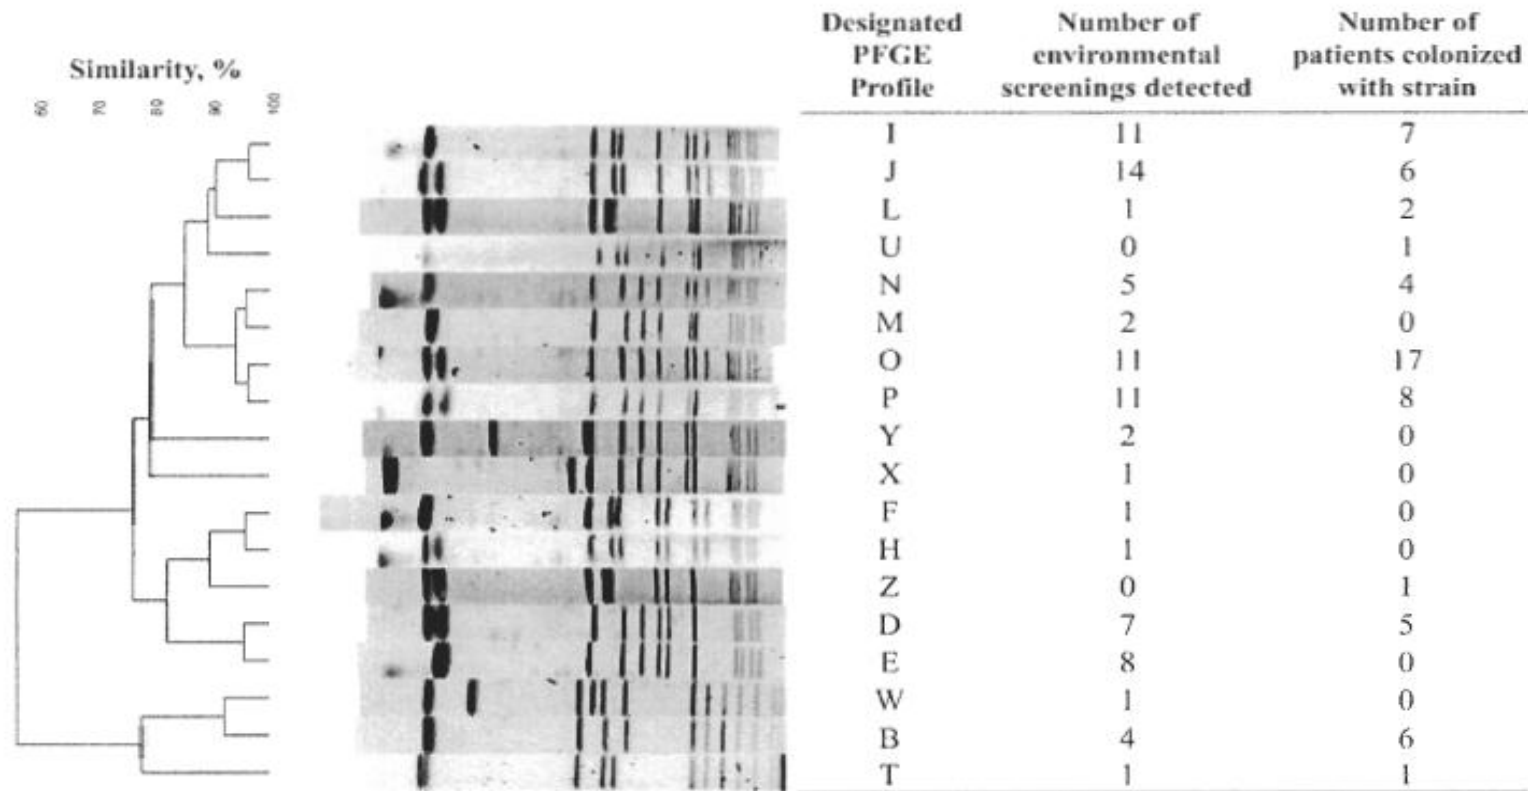 Designated PFGE Profile Number of environmental screenings detected Number of patients colonized with strain
Similarity, %
60 70 80 90 100
I 11 7
J 14 6
L 1 2
U 0 1
N 5 4
M 2 0
O 11 17
P 11 8
Y 2 0
X 1 0
F 1 0
H 1 0
Z 0 1
D 7 5
E 8 0
W 1 0
B 4 6
T 1 1